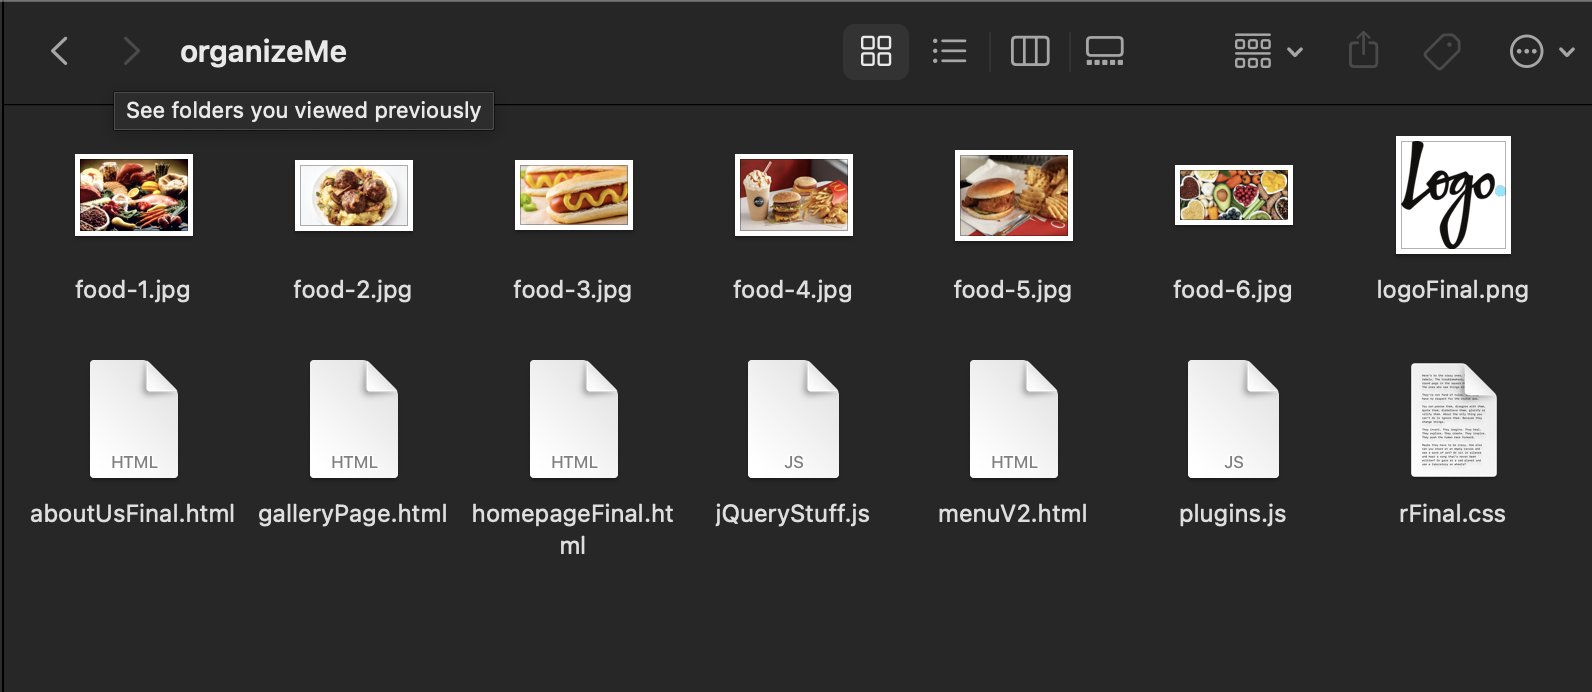 organizeMe
See folders you viewed previously
Logo
food-1.jpg
food-2.jpg
food-3.jpg
food-4.jpg
food-5.jpg
food-6.jpg
logoFinal.png
HTML
HTML
HTML
JS
HTML
JS
aboutUsFinal.html
galleryPage.html
homepageFinal.ht
ml
jQueryStuff.js
menuV2.html
plugins.js
rFinal.css